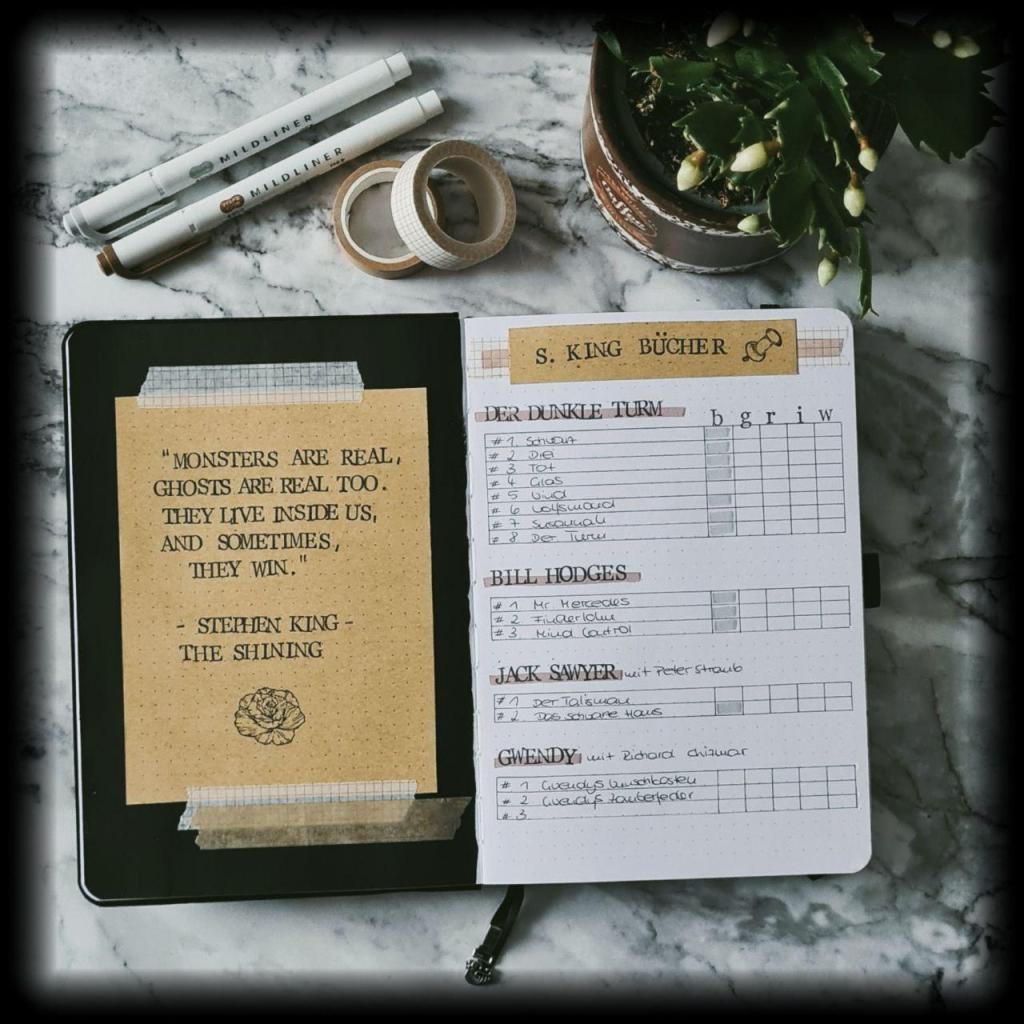 MILDLINER
MILDLINER
"MONSTERS ARE REAL,
GHOSTS ARE REAL TOO.
THEY LIVE INSIDE US,
AND SOMETIMES,
THEY WIN."
- STEPHEN KING -
THE SHINING
S. KING BÜCHER
DER DUNKLE TURM b g r i w
# 1. Schwarz
# 2 Drei
# 3 Tot
# 4 Glas
# 5 Wind
# 6 Wolfsmond
# 7 Susannah
# 8 Der Turm
BILL HODGES
# 1 Mr. Mercedes
# 2 Finderlohn
# 3 Mind Control
JACK SAWYER mit Peter Straub
# 1 Der Talisman
# 2 Das schwarze Haus
GWENDY mit Richard Chizmar
# 1 Gwendys Wunschkasten
# 2 Gwendys Zauberfeder
# 3